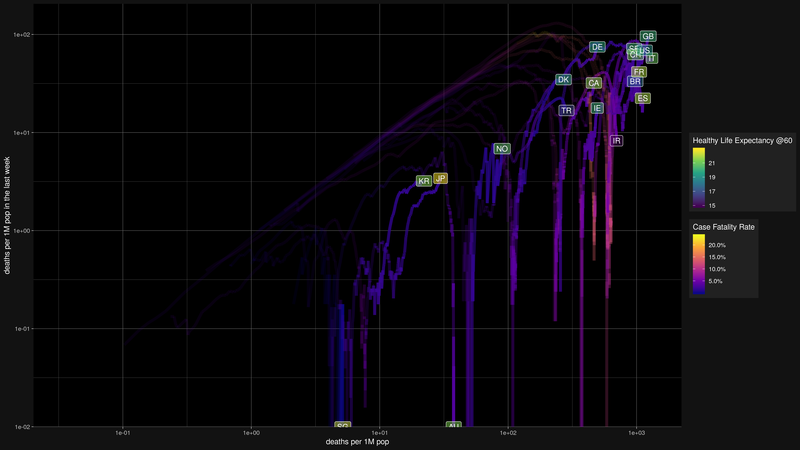 1e+02
1e+01
1e+00
1e-01
1e-02
deaths per 1M pop in the last week
GB
DE
US
IT
FR
DK
CA
BR
ES
TR
IE
IR
NO
KR
JP
SG
AU
1e-01
1e+00
1e+01
1e+02
1e+03
deaths per 1M pop
Healthy Life Expectancy @60
21
19
17
15
Case Fatality Rate
20.0%
15.0%
10.0%
5.0%